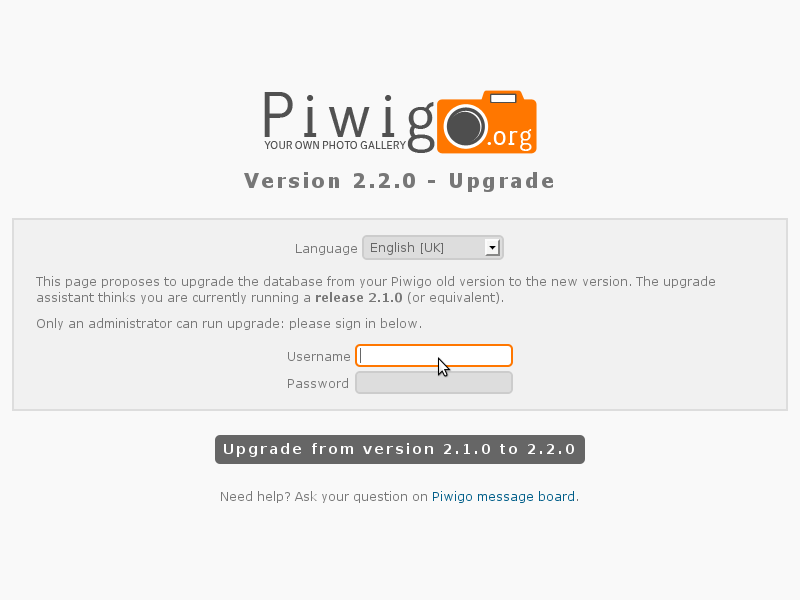 Piwigo
.org
YOUR OWN PHOTO GALLERY
Version 2.2.0 - Upgrade
Language English [UK]
This page proposes to upgrade the database from your Piwigo old version to the new version. The upgrade
assistant thinks you are currently running a release 2.1.0 (or equivalent).
Only an administrator can run upgrade: please sign in below.
Username
Password
Upgrade from version 2.1.0 to 2.2.0
Need help? Ask your question on Piwigo message board.